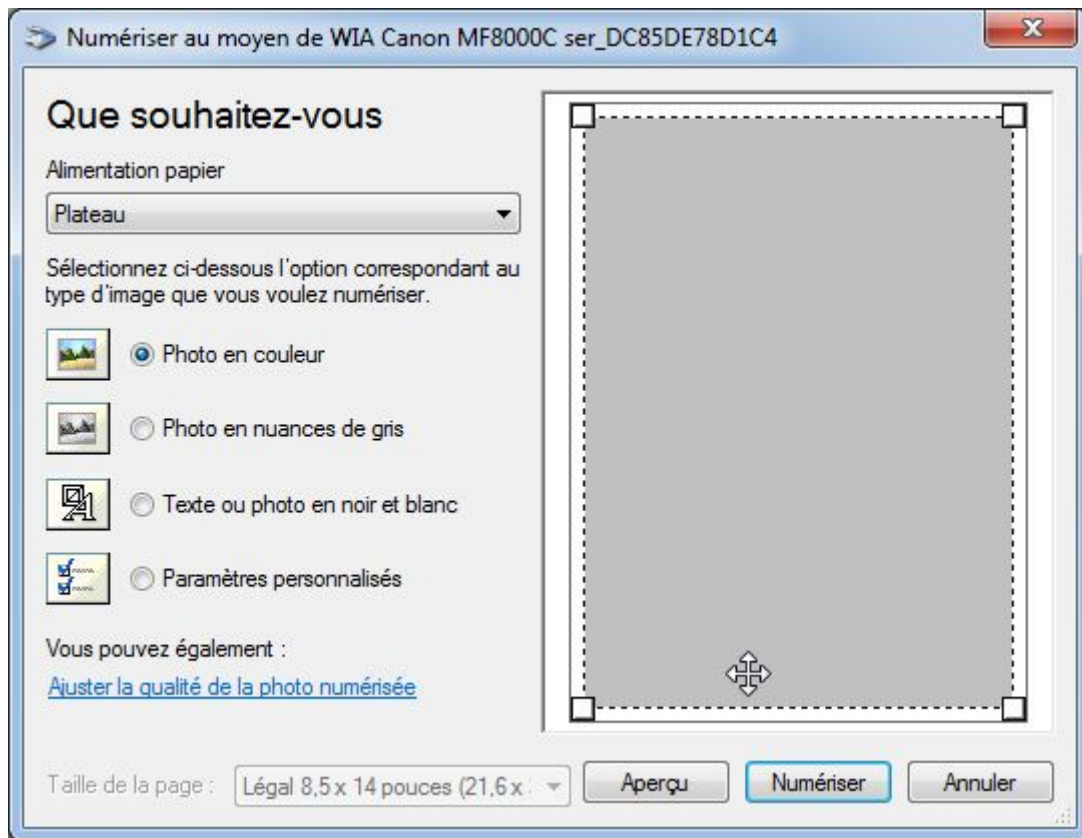 Numériser au moyen de WIA Canon MF8000C ser_DC85DE78D1C4
Que souhaitez-vous
Alimentation papier
Plateau
Sélectionnez ci-dessous l'option correspondant au
type d'image que vous voulez numériser.
Photo en couleur
Photo en nuances de gris
Texte ou photo en noir et blanc
Paramètres personnalisés
Vous pouvez également :
Ajuster la qualité de la photo numérisée
Taille de la page : Légal 8,5 x 14 pouces (21,6 x
Aperçu Numériser Annuler